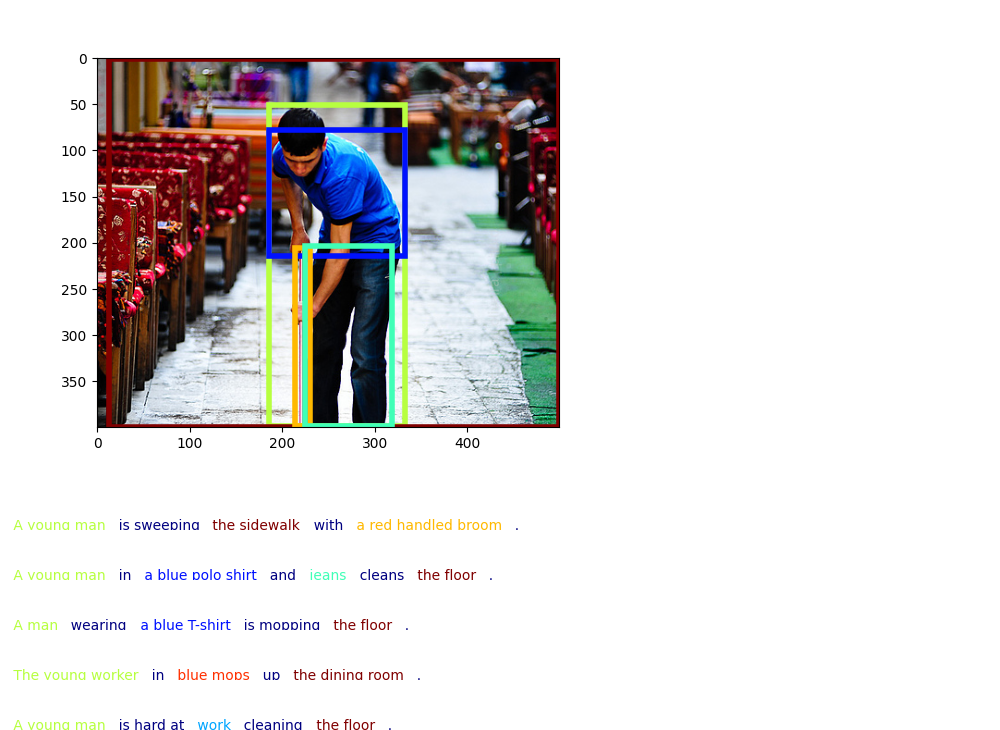 0
50
100
150
200
250
300
350
0 100 200 300 400
A young man is sweeping the sidewalk with a red handled broom .
A young man in a blue polo shirt and jeans cleans the floor .
A man wearing a blue T-shirt is mopping the floor .
The young worker in blue mops up the dining room .
A young man is hard at work cleaning the floor .